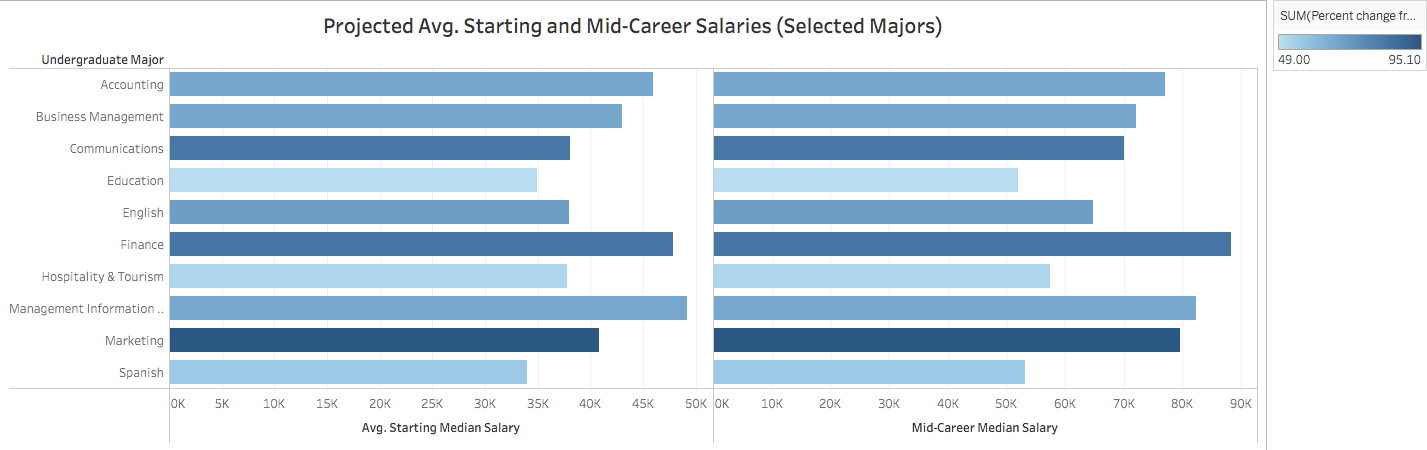 Projected Avg. Starting and Mid-Career Salaries (Selected Majors)
SUM(Percent change fr...
49.00 95.10
Undergraduate Major
Accounting
Business Management
Communications
Education
English
Finance
Hospitality & Tourism
Management Information ..
Marketing
Spanish
0K 5K 10K 15K 20K 25K 30K 35K 40K 45K 50K 0K 10K 20K 30K 40K 50K 60K 70K 80K 90K
Avg. Starting Median Salary Mid-Career Median Salary